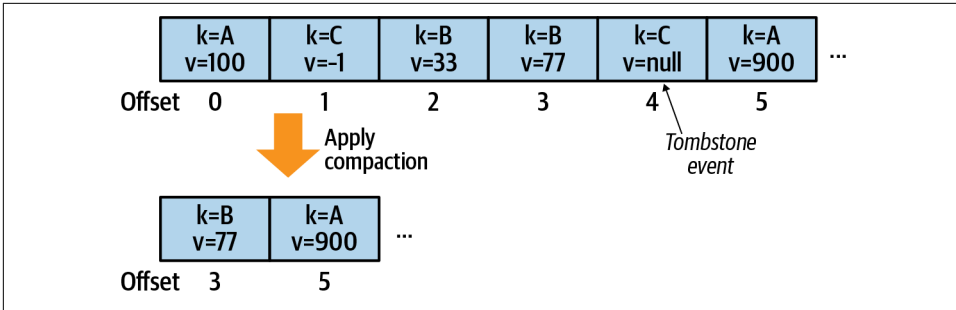 k=A k=C k=B k=B k=C k=A
v=100 v=–1 v=33 v=77 v=null v=900 ...
Offset 0 1 2 3 4 5
Apply
compaction
Tombstone
event
k=B k=A
v=77 v=900 ...
Offset 3 5